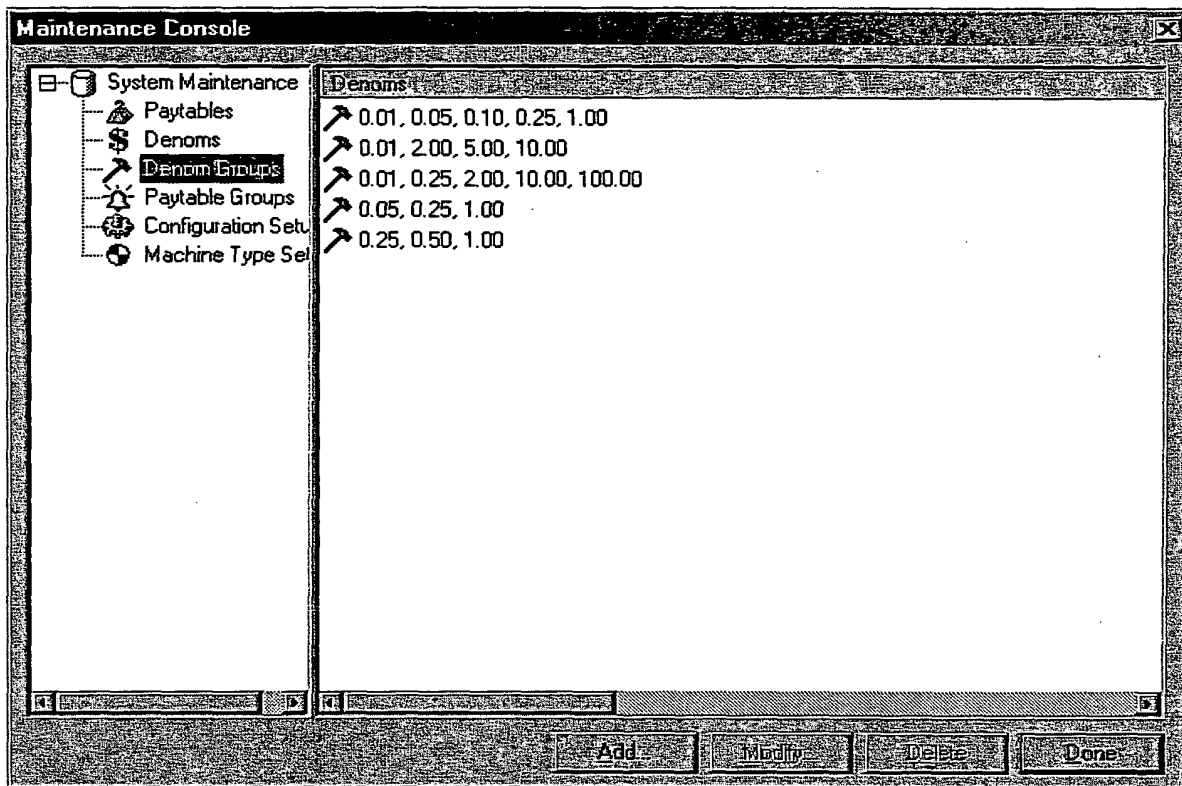 Maintenance Console
System Maintenance
Paytables
Denoms
Denom Groups
Paytable Groups
Configuration Setu
Machine Type Sel
Denoms
0.01, 0.05, 0.10, 0.25, 1.00
0.01, 2.00, 5.00, 10.00
0.01, 0.25, 2.00, 10.00, 100.00
0.05, 0.25, 1.00
0.25, 0.50, 1.00
Add...
Modify...
Delete
Done